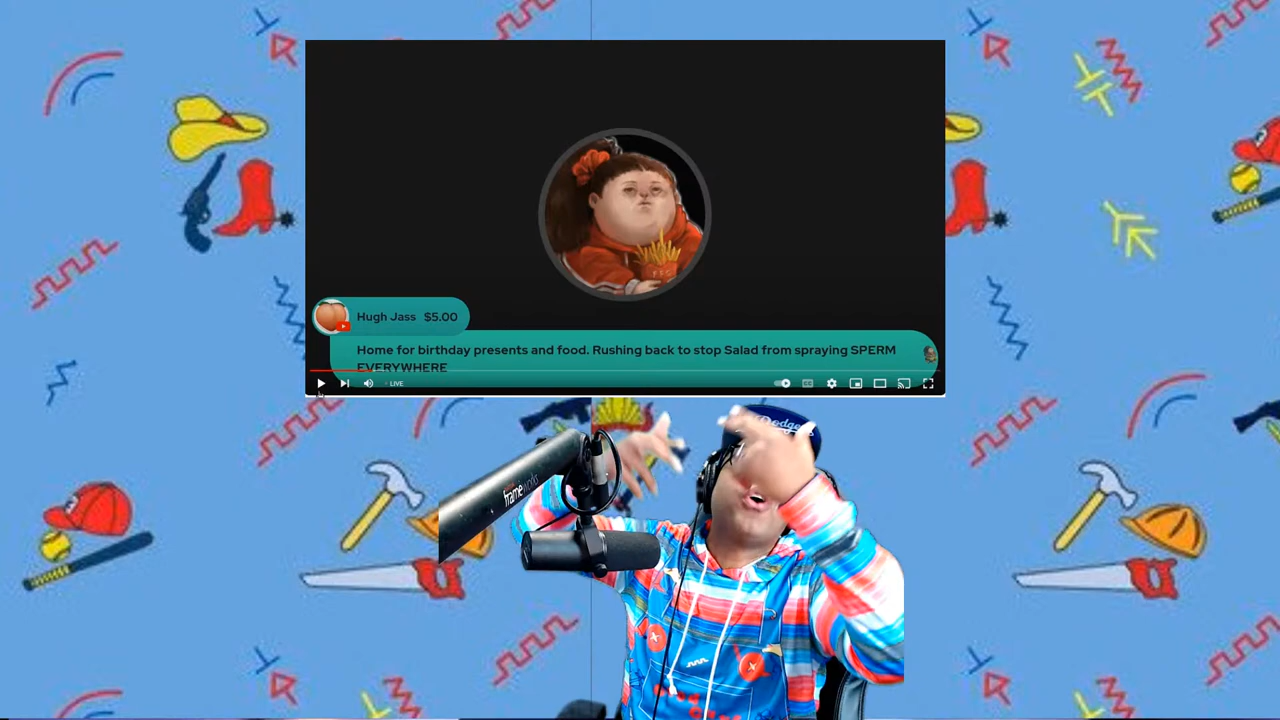 Hugh Jass $5.00
Home for birthday presents and food. Rushing back to stop Salad from spraying SPERM
EVERYWHERE
LIVE
frameworks
Dodgers